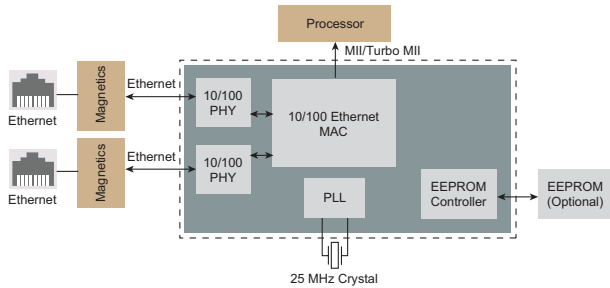 Processor
MII/Turbo MII
Ethernet
Magnetics
Ethernet
10/100
PHY
10/100 Ethernet
MAC
Ethernet
Magnetics
Ethernet
10/100
PHY
PLL
EEPROM
Controller
EEPROM
(Optional)
25 MHz Crystal